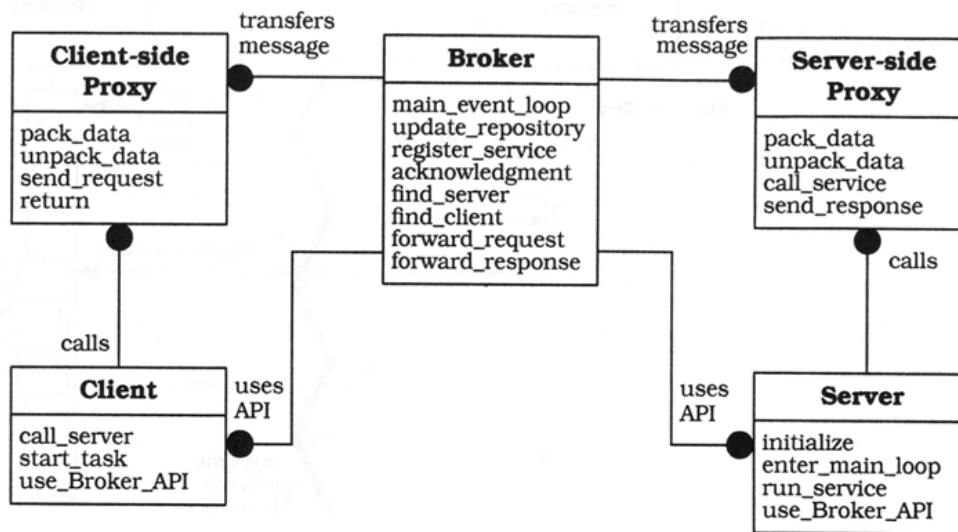 transfers
message
Client-side
Proxy
pack_data
unpack_data
send_request
return
Broker
main_event_loop
update_repository
register_service
acknowledgment
find_server
find_client
forward_request
forward_response
transfers
message
Server-side
Proxy
pack_data
unpack_data
call_service
send_response
calls
calls
uses
API
uses
API
Client
call_server
start_task
use_Broker_API
Server
initialize
enter_main_loop
run_service
use_Broker_API